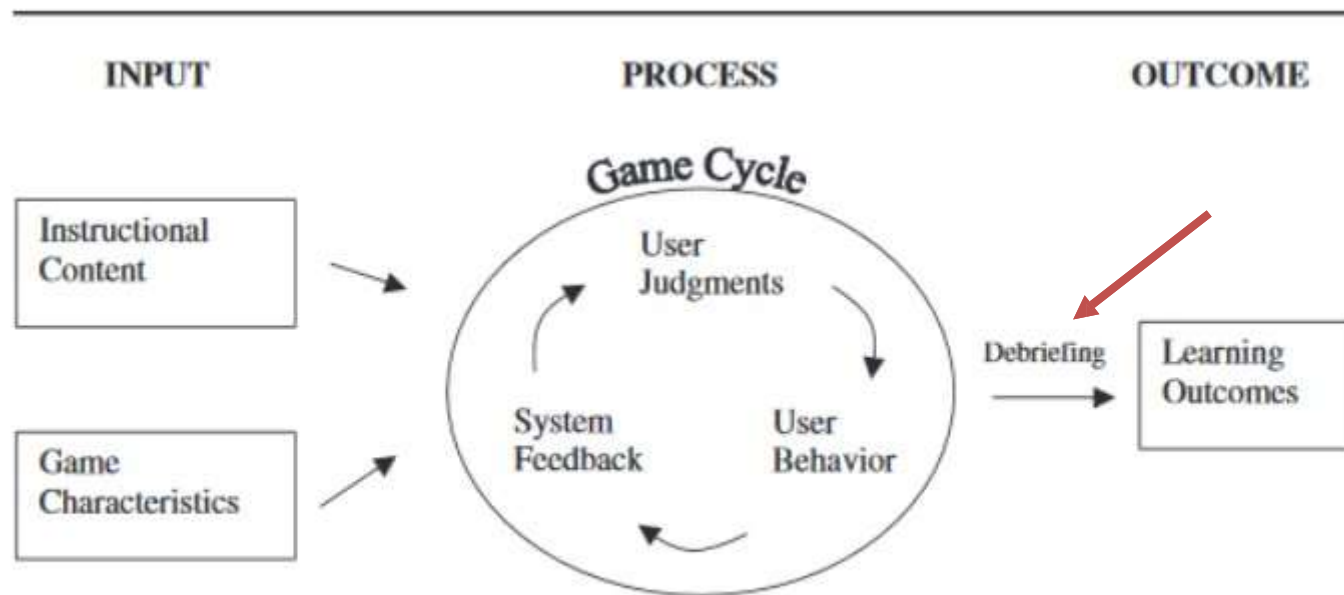 INPUT
PROCESS
OUTCOME
Game Cycle
Instructional
Content
Game
Characteristics
User
Judgments
User
Behavior
System
Feedback
Debriefing
Learning
Outcomes